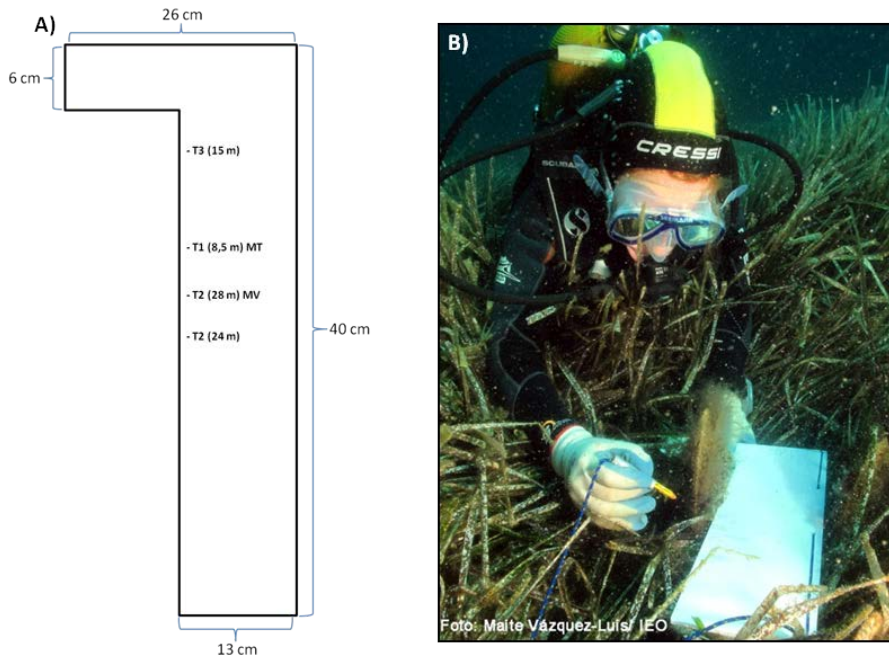 A)
26 cm
6 cm
- T3 (15 m)
- T1 (8,5 m) MT
- T2 (28 m) MV
- T2 (24 m)
40 cm
13 cm
B)
CRESSI
SCUBAPRO
Foto: Maite Vázquez-Luis/ IEO